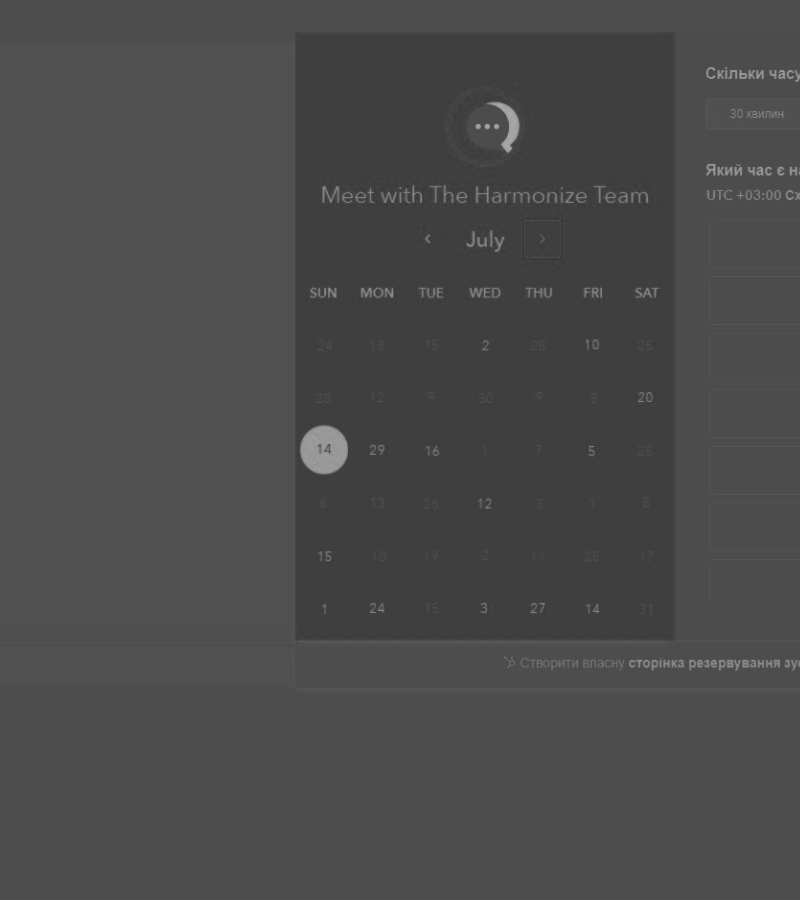 Скільки часу
30 хвилин
Meet with The Harmonize Team
Який час є
UTC +03:00
July
SUN MON TUE WED THU FRI SAT
24 18 15 2 28 10 25
28 12 9 30 9 3 20
14 29 16 1 7 5 25
6 13 26 12 3 1 8
15 10 19 2 11 25 17
1 24 15 3 27 14 31
Створити власну сторінка резервування